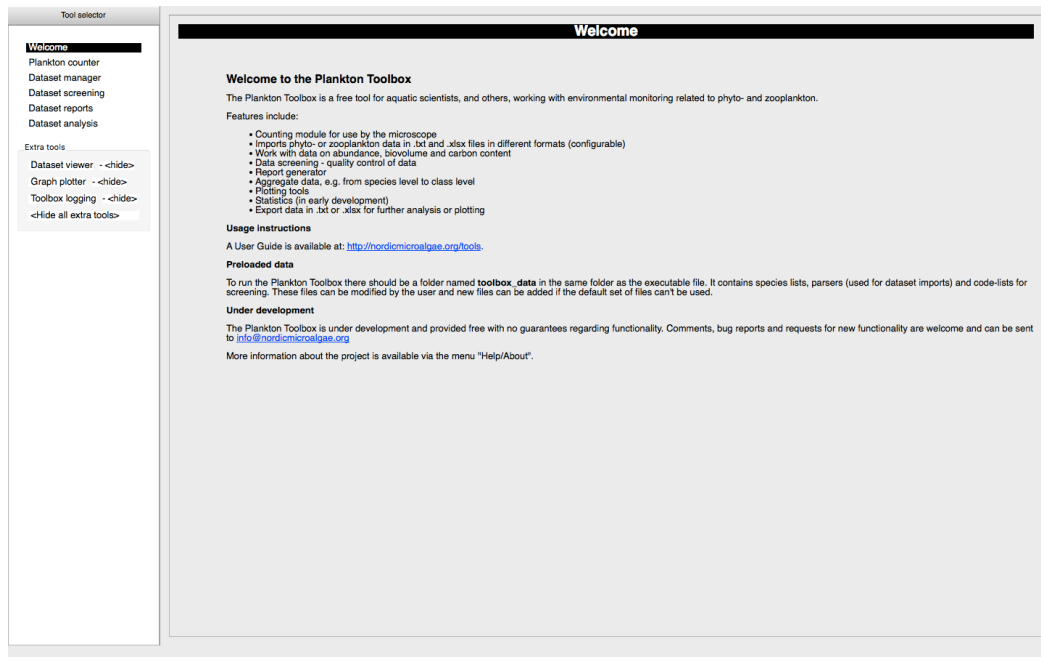 Tool selector
Welcome
Plankton counter
Dataset manager
Dataset screening
Dataset reports
Dataset analysis
Extra tools
Dataset viewer - <hide>
Graph plotter - <hide>
Toolbox logging - <hide>
<Hide all extra tools>
Welcome
Welcome to the Plankton Toolbox
The Plankton Toolbox is a free tool for aquatic scientists, and others, working with environmental monitoring related to phyto- and zooplankton.
Features include:
• Counting module for use by the microscope
• Imports phyto- or zooplankton data in .txt and .xlsx files in different formats (configurable)
• Work with data on abundance, biovolume and carbon content
• Data screening - quality control of data
• Report generator
• Aggregate data, e.g. from species level to class level
• Plotting tools
• Statistics (in early development)
• Export data in .txt or .xlsx for further analysis or plotting
Usage instructions
A User Guide is available at: http://nordicmicroalgae.org/tools.
Preloaded data
To run the Plankton Toolbox there should be a folder named toolbox_data in the same folder as the executable file. It contains species lists, parsers (used for dataset imports) and code-lists for
screening. These files can be modified by the user and new files can be added if the default set of files can't be used.
Under development
The Plankton Toolbox is under development and provided free with no guarantees regarding functionality. Comments, bug reports and requests for new functionality are welcome and can be sent
to info@nordicmicroalgae.org
More information about the project is available via the menu "Help/About".